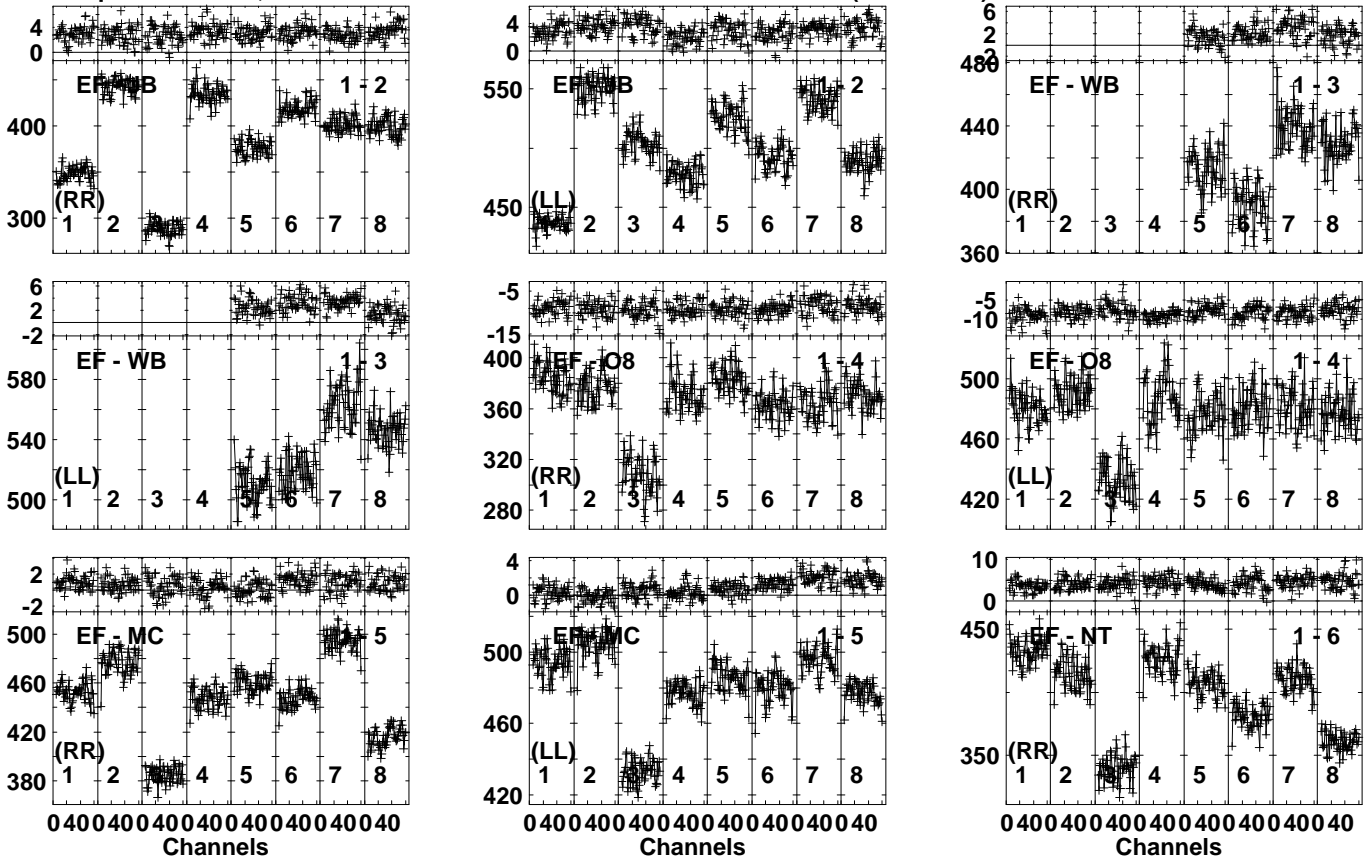 4 4 6
0 0 2
-2
EF - JB 1 - 2 EF - JB 1 - 2 480 EF - WB 1 - 3
400 550 440
400
300 (RR) (LL) 450 (RR)
1 2 3 4 5 6 7 8 1 2 3 4 5 6 7 8 1 2 3 4 5 6 7 8
360
6 -5 -5
2 -10
-2 -15
EF - WB 1 - 3 400 EF - O8 1 - 4 EF - O8 1 - 4
580 360 500
540 320 460
(LL) (RR) (LL)
500 1 2 3 4 5 6 7 8 280 1 2 3 4 5 6 7 8 420 1 2 3 4 5 6 7 8
2 4 10
-2 0 0
500 EF - MC 1 - 5 EF - MC 1 - 5 450 EF - NT 1 - 6
460 500
420 460
(RR) (LL) 350 (RR)
380 1 2 3 4 5 6 7 8 420 1 2 3 4 5 6 7 8 1 2 3 4 5 6 7 8
0 40 0 40 0 40 0 40 0 40 0 40 0 40 0 40 0 40 0 40 0 40 0 40 0 40 0 40 0 40 0 40 0 40 0 40 0 40 0 40 0 40 0 40 0 40 0 40
Channels Channels Channels